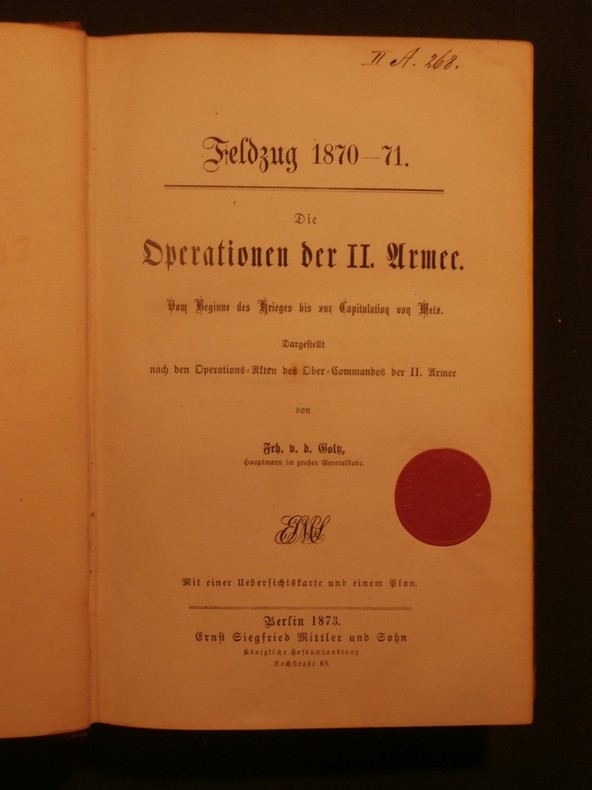 II A. 268.
Feldzug 1870—71.
Die
Operationen der II. Armee.
Vom Beginne des Krieges bis zur Capitulation von Metz.
Dargeſtellt
nach den Operations-Akten des Ober-Commandos der II. Armee
von
Frh. v. d. Goltz,
Hauptmann im großen Generalſtabe.
ESMS
Mit einer Ueberſichtskarte und einem Plan.
Berlin 1873.
Ernſt Siegfried Mittler und Sohn
Königliche Hofbuchhandlung
Kochſtraße 69.